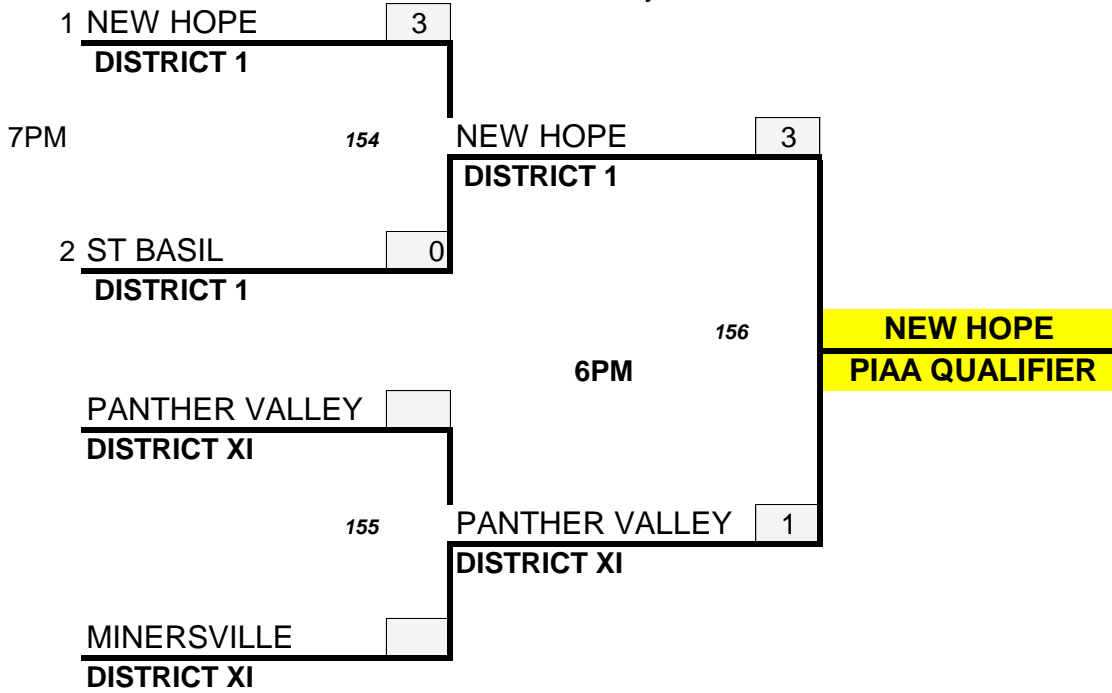 1 NEW HOPE 3
DISTRICT 1
7PM 154 NEW HOPE 3
DISTRICT 1
2 ST BASIL 0
DISTRICT 1
156 NEW HOPE
6PM PIAA QUALIFIER
PANTHER VALLEY
DISTRICT XI
155 PANTHER VALLEY 1
DISTRICT XI
MINERSVILLE
DISTRICT XI